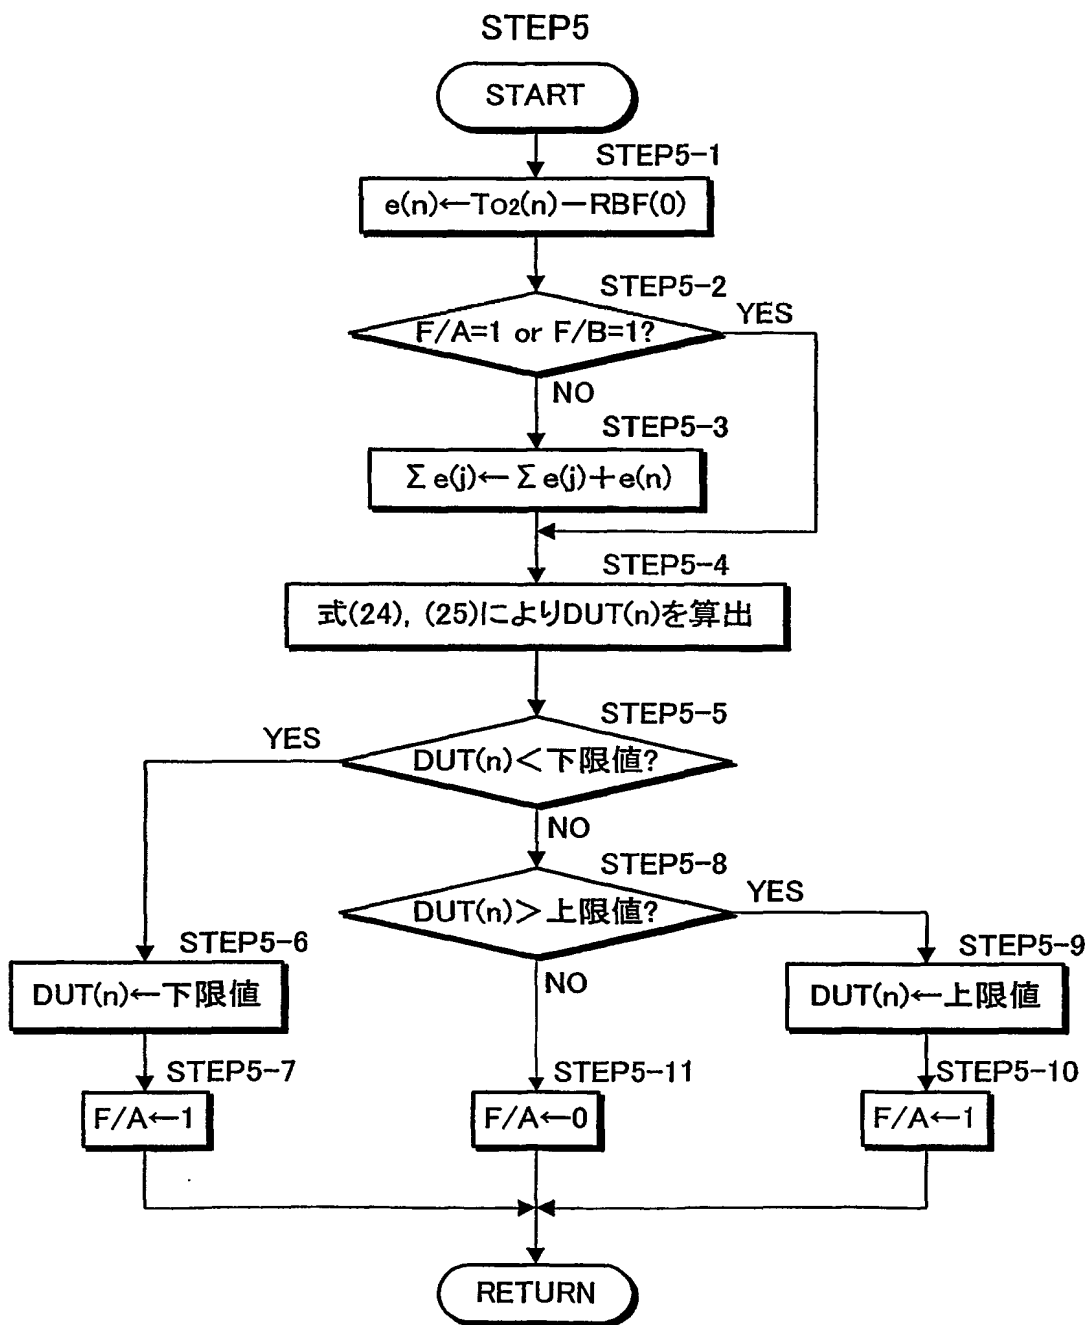 STEP5
START
STEP5-1
e(n)←To2(n)－RBF(0)
STEP5-2
F/A=1 or F/B=1?
YES
NO
STEP5-3
Σe(j)←Σe(j)＋e(n)
STEP5-4
式(24), (25)によりDUT(n)を算出
STEP5-5
YES
DUT(n)＜下限値?
NO
STEP5-8
YES
DUT(n)＞上限値?
STEP5-6
NO
STEP5-9
DUT(n)←下限値
DUT(n)←上限値
STEP5-7
STEP5-11
STEP5-10
F/A←1
F/A←0
F/A←1
RETURN